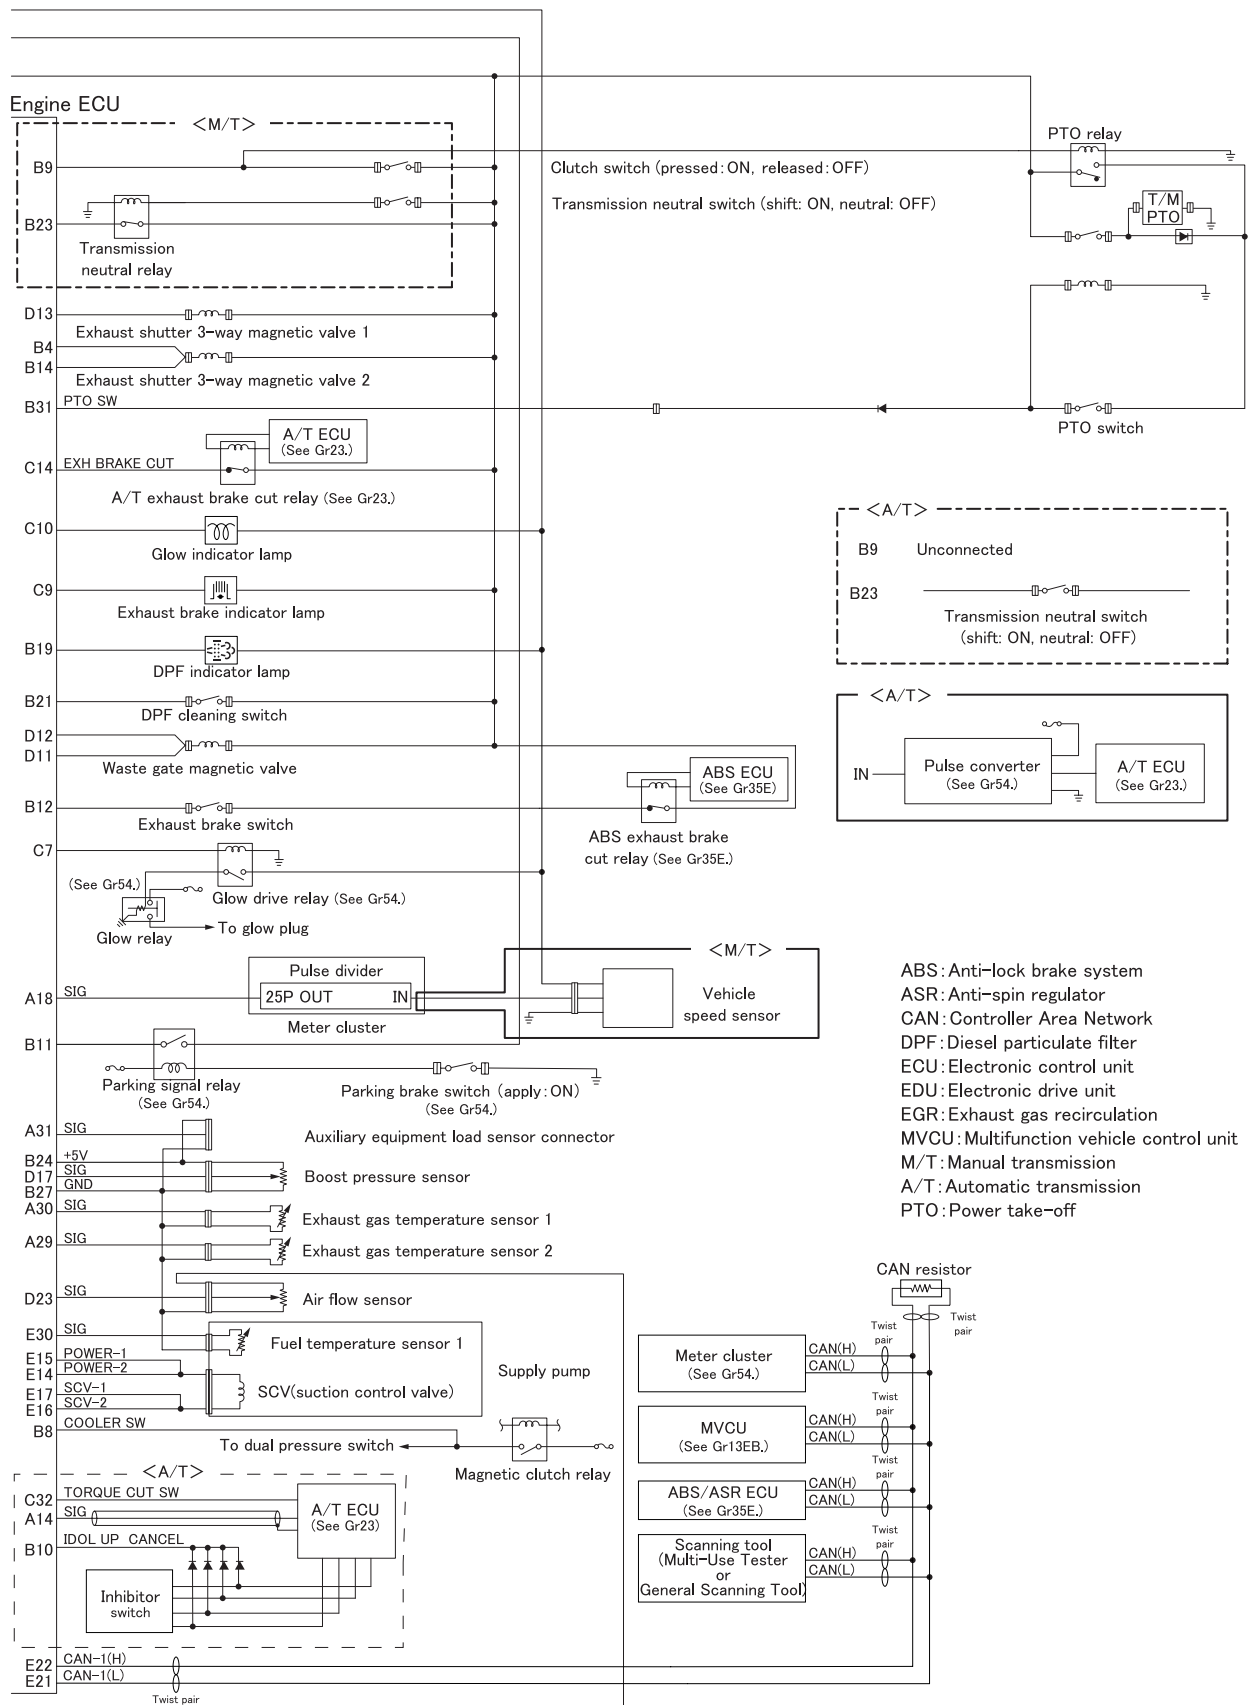 Engine ECU
<M/T>
PTO relay
B9
Clutch switch (pressed: ON, released: OFF)
Transmission neutral switch (shift: ON, neutral: OFF)
T/M
PTO
B23
Transmission
neutral relay
D13
Exhaust shutter 3-way magnetic valve 1
B4
B14
Exhaust shutter 3-way magnetic valve 2
B31 PTO SW
PTO switch
A/T ECU
(See Gr23.)
C14 EXH BRAKE CUT
A/T exhaust brake cut relay (See Gr23.)
<A/T>
B9 Unconnected
B23
Transmission neutral switch
(shift: ON, neutral: OFF)
C10
Glow indicator lamp
C9
Exhaust brake indicator lamp
B19
DPF indicator lamp
B21
DPF cleaning switch
<A/T>
IN
Pulse converter
(See Gr54.)
A/T ECU
(See Gr23.)
D12
D11
Waste gate magnetic valve
ABS ECU
(See Gr35E)
B12
Exhaust brake switch
ABS exhaust brake
cut relay (See Gr35E.)
C7
(See Gr54.)
Glow drive relay (See Gr54.)
Glow relay
To glow plug
<M/T>
A18 SIG
Pulse divider
25P OUT IN
Meter cluster
Vehicle
speed sensor
B11
Parking signal relay
(See Gr54.)
Parking brake switch (apply: ON)
(See Gr54.)
ABS: Anti-lock brake system
ASR: Anti-spin regulator
CAN: Controller Area Network
DPF: Diesel particulate filter
ECU: Electronic control unit
EDU: Electronic drive unit
EGR: Exhaust gas recirculation
MVCU: Multifunction vehicle control unit
M/T: Manual transmission
A/T: Automatic transmission
PTO: Power take-off
A31 SIG
Auxiliary equipment load sensor connector
B24 +5V
D17 SIG
B27 GND
Boost pressure sensor
A30 SIG
Exhaust gas temperature sensor 1
A29 SIG
Exhaust gas temperature sensor 2
D23 SIG
Air flow sensor
E30 SIG
Fuel temperature sensor 1
E15 POWER-1
E14 POWER-2
E17 SCV-1
E16 SCV-2
SCV(suction control valve)
Supply pump
B8 COOLER SW
To dual pressure switch
Magnetic clutch relay
CAN resistor
Twist
pair
Twist
pair
Meter cluster
(See Gr54.)
CAN(H)
CAN(L)
Twist
pair
MVCU
(See Gr13EB.)
CAN(H)
CAN(L)
Twist
pair
ABS/ASR ECU
(See Gr35E.)
CAN(H)
CAN(L)
Twist
pair
Scanning tool
(Multi-Use Tester
or
General Scanning Tool)
CAN(H)
CAN(L)
<A/T>
C32 TORQUE CUT SW
A14 SIG
B10 IDOL UP CANCEL
A/T ECU
(See Gr23)
Inhibitor
switch
E22 CAN-1(H)
E21 CAN-1(L)
Twist pair